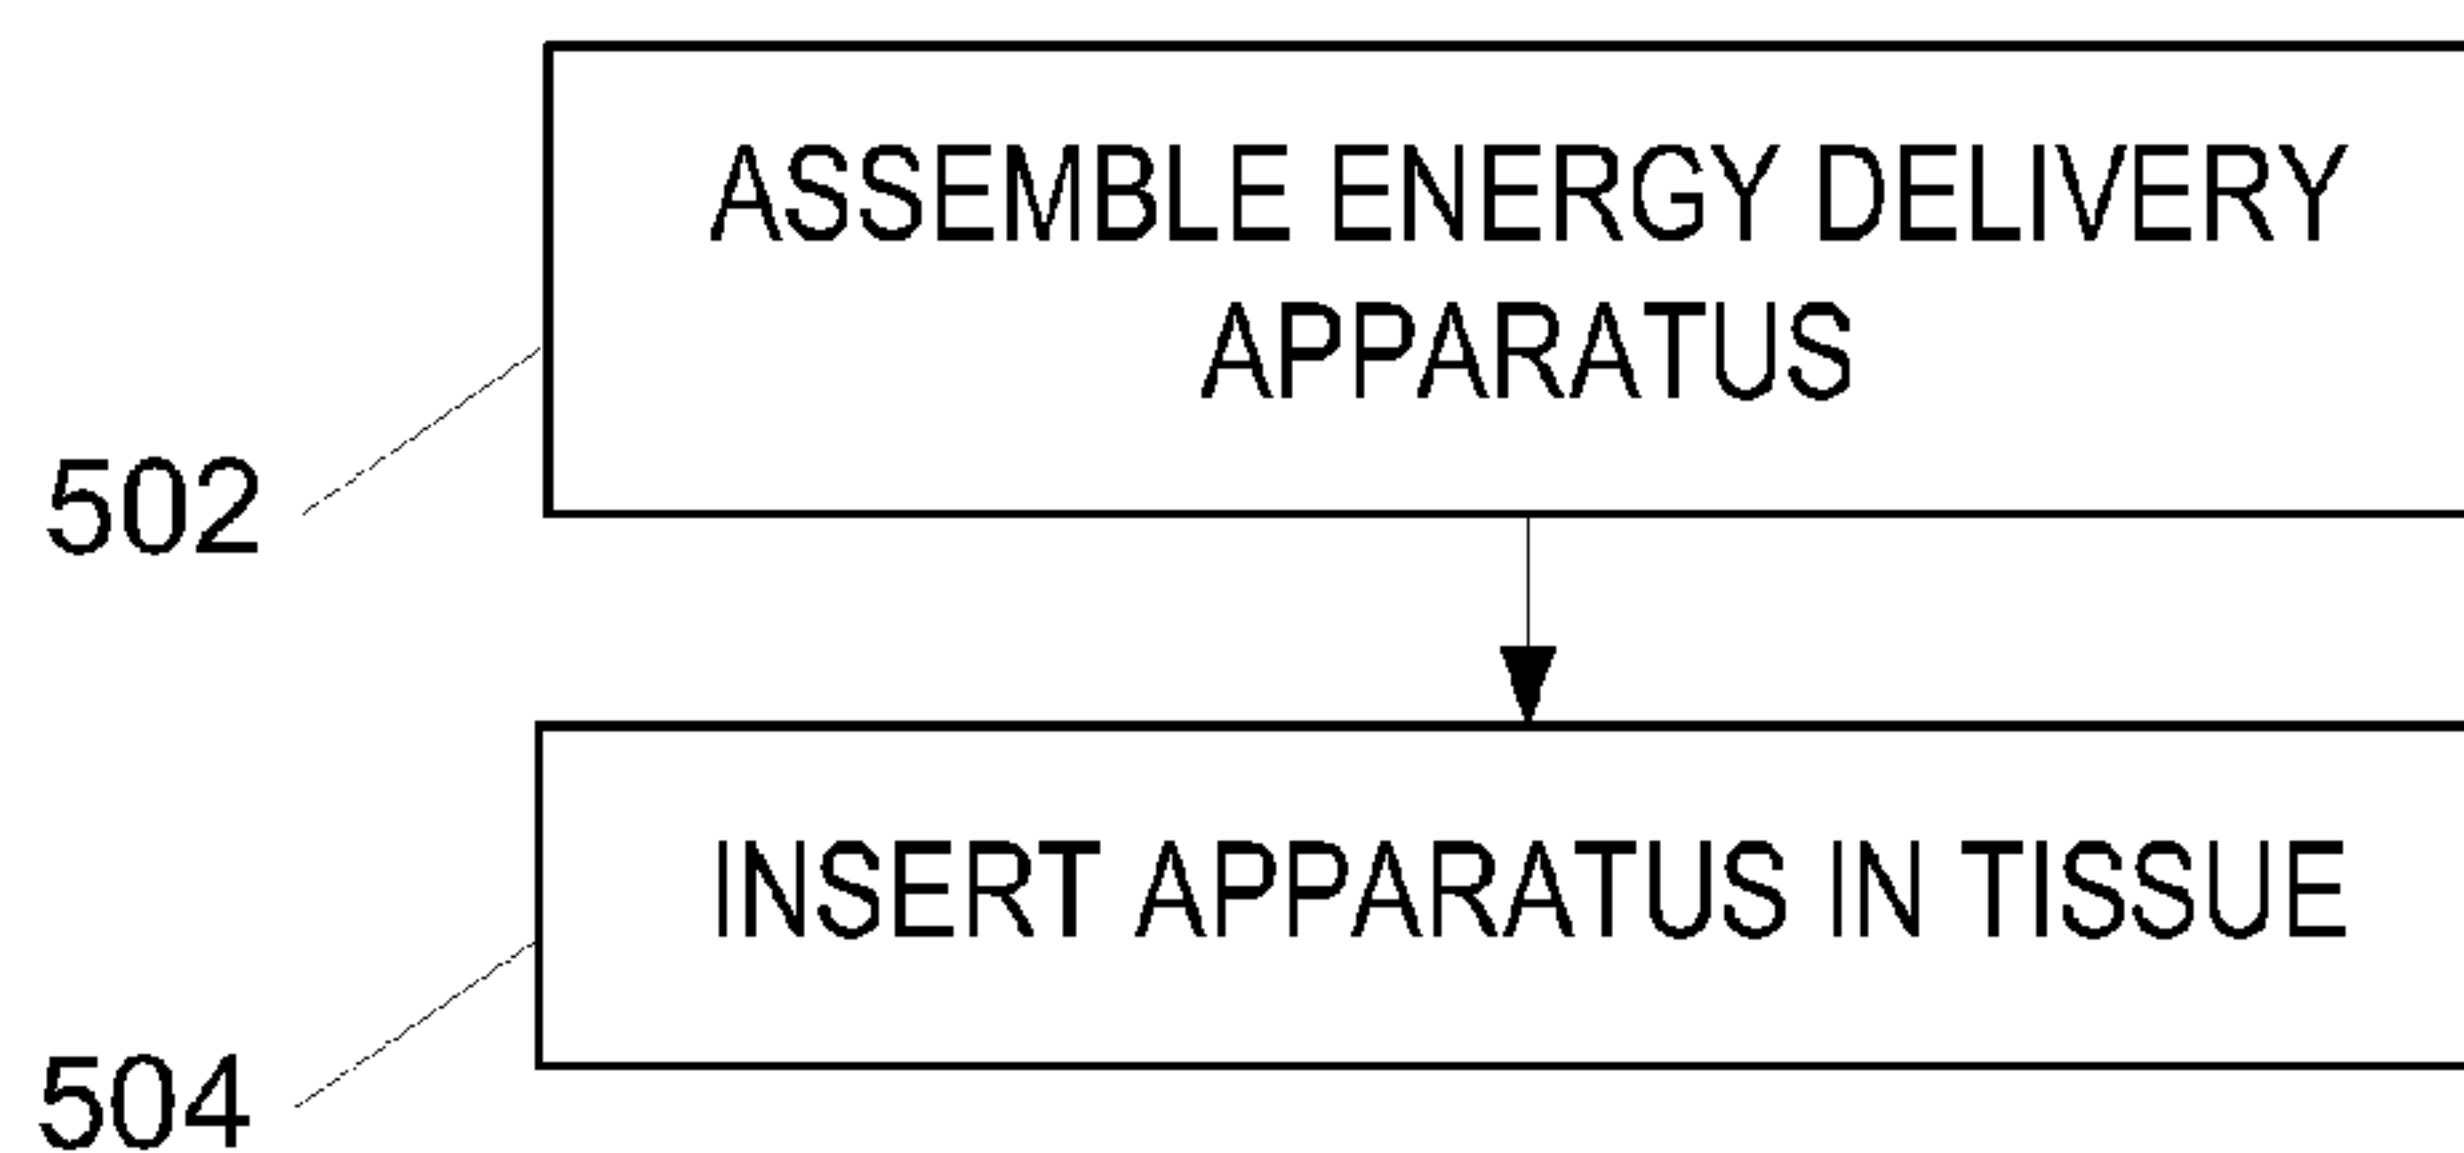 ASSEMBLE ENERGY DELIVERY
APPARATUS
502
INSERT APPARATUS IN TISSUE
504